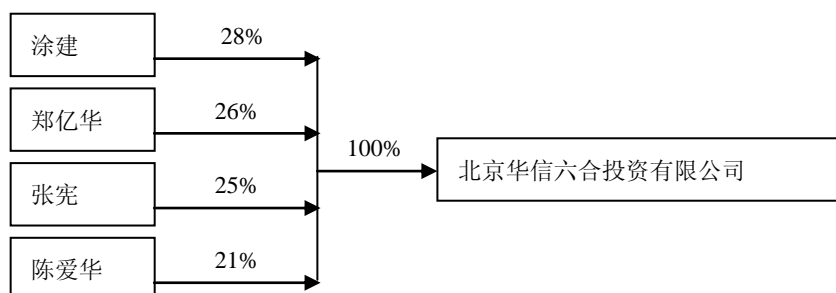 涂建
28%
郑亿华
26%
100%
北京华信六合投资有限公司
张宪
25%
陈爱华
21%